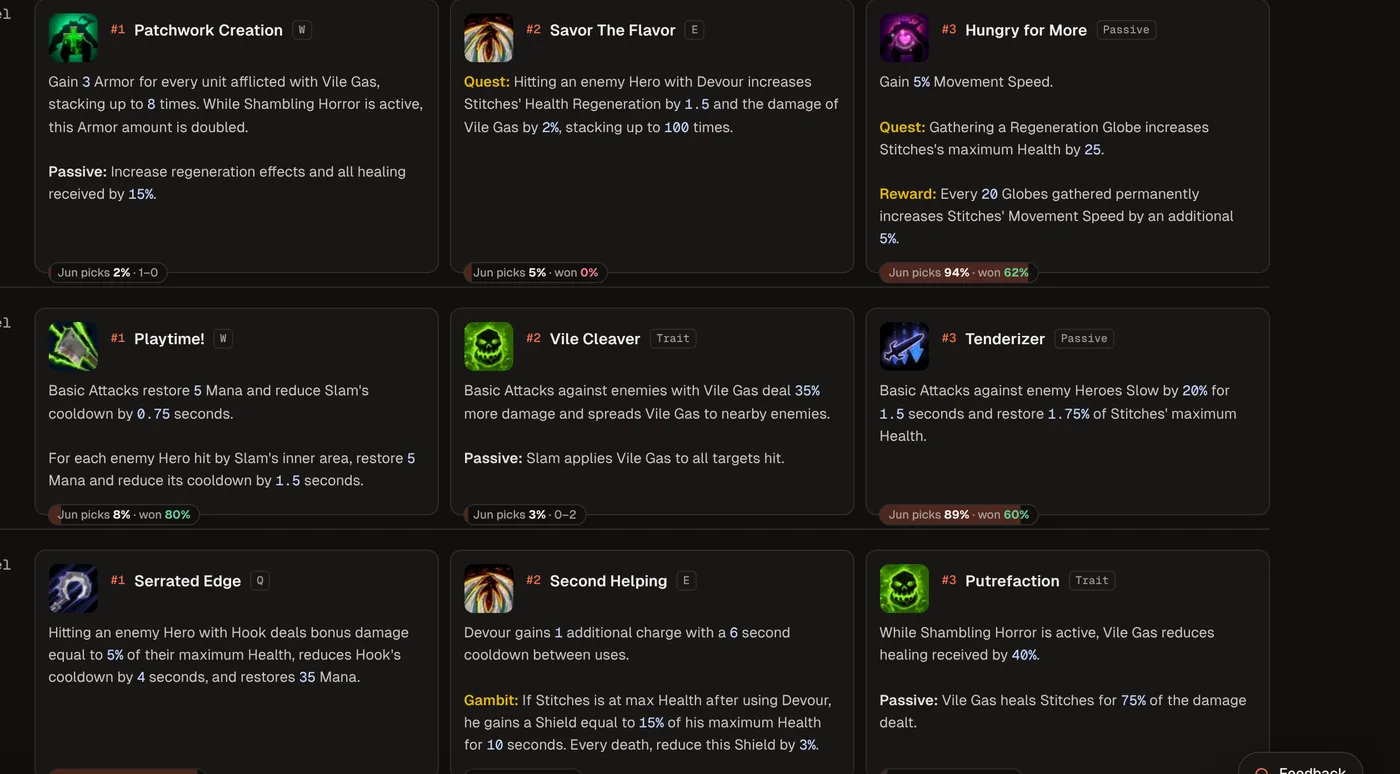 el
#1 Patchwork Creation W
Gain 3 Armor for every unit afflicted with Vile Gas,
stacking up to 8 times. While Shambling Horror is active,
this Armor amount is doubled.
Passive: Increase regeneration effects and all healing
received by 15%.
Jun picks 2% · 1–0
#2 Savor The Flavor E
Quest: Hitting an enemy Hero with Devour increases
Stitches' Health Regeneration by 1.5 and the damage of
Vile Gas by 2%, stacking up to 100 times.
Jun picks 5% · won 0%
#3 Hungry for More Passive
Gain 5% Movement Speed.
Quest: Gathering a Regeneration Globe increases
Stitches's maximum Health by 25.
Reward: Every 20 Globes gathered permanently
increases Stitches' Movement Speed by an additional
5%.
Jun picks 94% · won 62%
el
#1 Playtime! W
Basic Attacks restore 5 Mana and reduce Slam's
cooldown by 0.75 seconds.
For each enemy Hero hit by Slam's inner area, restore 5
Mana and reduce its cooldown by 1.5 seconds.
Jun picks 8% · won 80%
#2 Vile Cleaver Trait
Basic Attacks against enemies with Vile Gas deal 35%
more damage and spreads Vile Gas to nearby enemies.
Passive: Slam applies Vile Gas to all targets hit.
Jun picks 3% · 0–2
#3 Tenderizer Passive
Basic Attacks against enemy Heroes Slow by 20% for
1.5 seconds and restore 1.75% of Stitches' maximum
Health.
Jun picks 89% · won 60%
el
#1 Serrated Edge Q
Hitting an enemy Hero with Hook deals bonus damage
equal to 5% of their maximum Health, reduces Hook's
cooldown by 4 seconds, and restores 35 Mana.
#2 Second Helping E
Devour gains 1 additional charge with a 6 second
cooldown between uses.
Gambit: If Stitches is at max Health after using Devour,
he gains a Shield equal to 15% of his maximum Health
for 10 seconds. Every death, reduce this Shield by 3%.
#3 Putrefaction Trait
While Shambling Horror is active, Vile Gas reduces
healing received by 40%.
Passive: Vile Gas heals Stitches for 75% of the damage
dealt.
Feedback